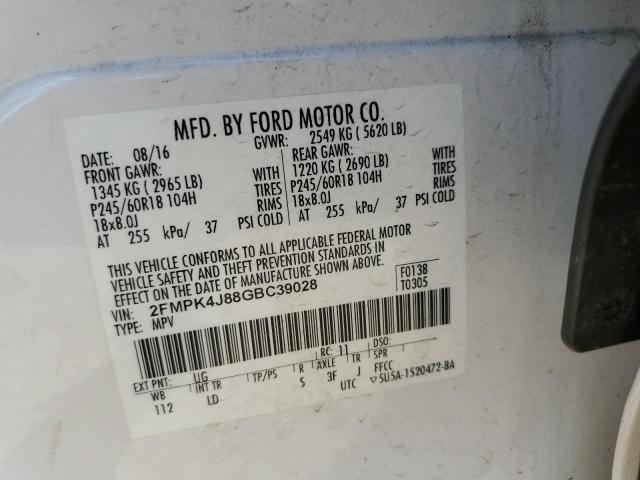 MFD. BY FORD MOTOR CO.
DATE: 08/16 GVWR: 2549 KG ( 5620 LB)
FRONT GAWR: REAR GAWR:
1345 KG ( 2965 LB) WITH 1220 KG ( 2690 LB) WITH
P245/60R18 104H TIRES P245/60R18 104H TIRES
18x8.0J RIMS 18x8.0J RIMS
AT 255 kPa/ 37 PSI COLD AT 255 kPa/ 37 PSI COLD
THIS VEHICLE CONFORMS TO ALL APPLICABLE FEDERAL MOTOR
VEHICLE SAFETY AND THEFT PREVENTION STANDARDS IN
EFFECT ON THE DATE OF MANUFACTURE SHOWN ABOVE. F0138
VIN: 2FMPK4J88GBC39028 T0305
TYPE: MPV
EXT PNT: UG RC: 11 DSO:
WB INT TR TP/PS R AXLE TR SPR
112 LD S 3F J FFCC
UTC 5U5A-1520472-BA